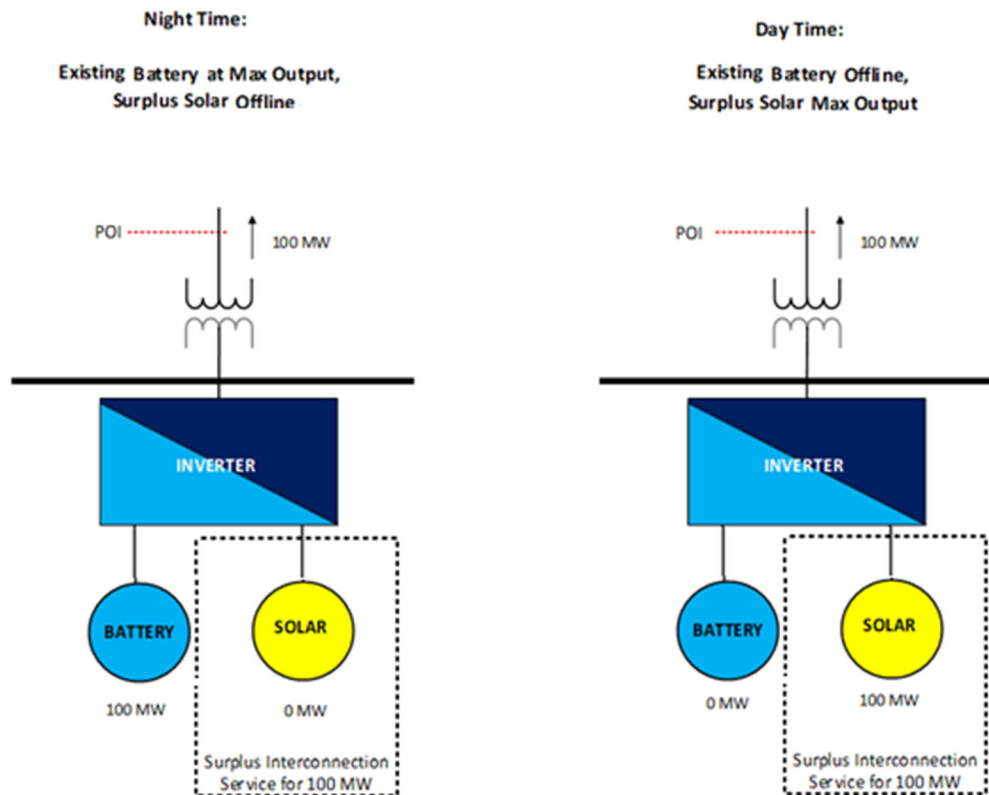 Night Time:
Existing Battery at Max Output,
Surplus Solar Offline
POI
100 MW
INVERTER
BATTERY
SOLAR
100 MW
0 MW
Surplus Interconnection
Service for 100 MW
Day Time:
Existing Battery Offline,
Surplus Solar Max Output
POI
100 MW
INVERTER
BATTERY
SOLAR
0 MW
100 MW
Surplus Interconnection
Service for 100 MW